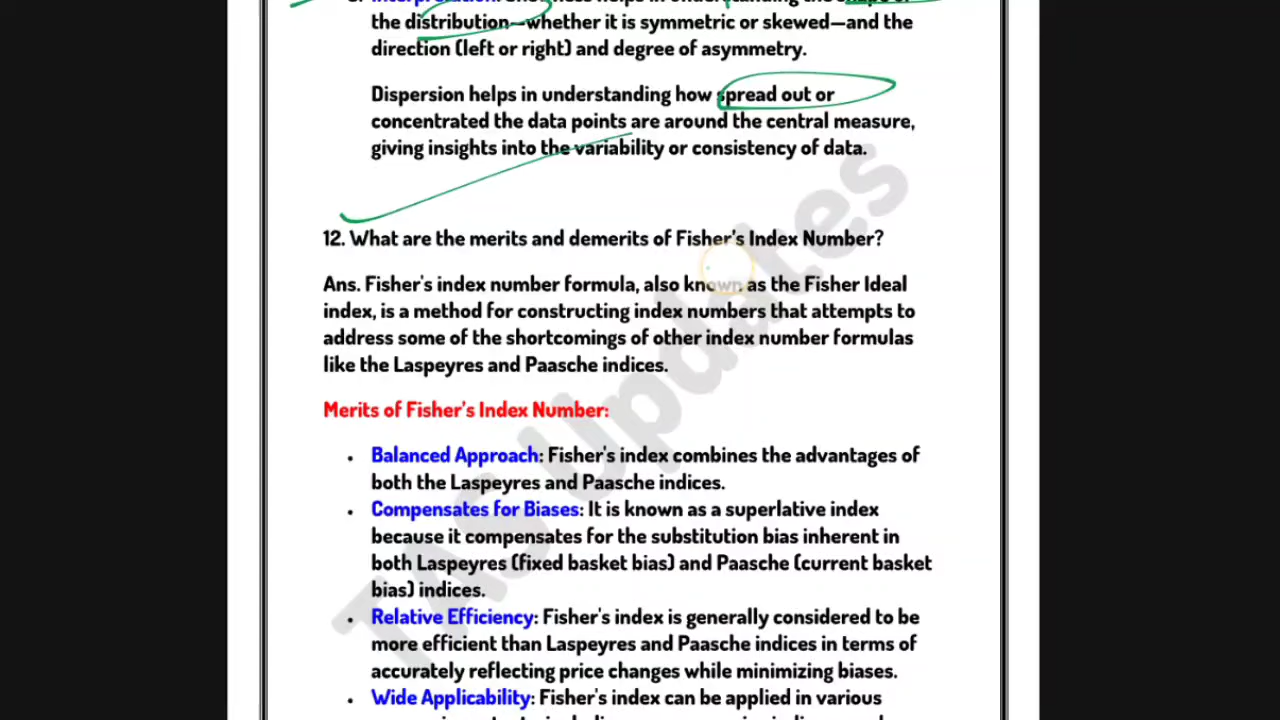 the distribution—whether it is symmetric or skewed—and the
direction (left or right) and degree of asymmetry.
Dispersion helps in understanding how spread out or
concentrated the data points are around the central measure,
giving insights into the variability or consistency of data.
12. What are the merits and demerits of Fisher's Index Number?
Ans. Fisher's index number formula, also known as the Fisher Ideal
index, is a method for constructing index numbers that attempts to
address some of the shortcomings of other index number formulas
like the Laspeyres and Paasche indices.
Merits of Fisher's Index Number:
• Balanced Approach: Fisher's index combines the advantages of
both the Laspeyres and Paasche indices.
• Compensates for Biases: It is known as a superlative index
because it compensates for the substitution bias inherent in
both Laspeyres (fixed basket bias) and Paasche (current basket
bias) indices.
• Relative Efficiency: Fisher's index is generally considered to be
more efficient than Laspeyres and Paasche indices in terms of
accurately reflecting price changes while minimizing biases.
• Wide Applicability: Fisher's index can be applied in various
TAS Updates